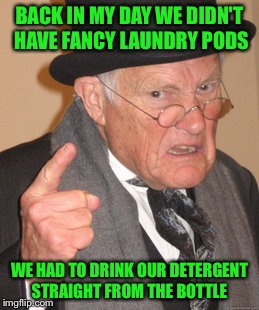 BACK IN MY DAY WE DIDN'T
HAVE FANCY LAUNDRY PODS
WE HAD TO DRINK OUR DETERGENT
STRAIGHT FROM THE BOTTLE
imgflip.com